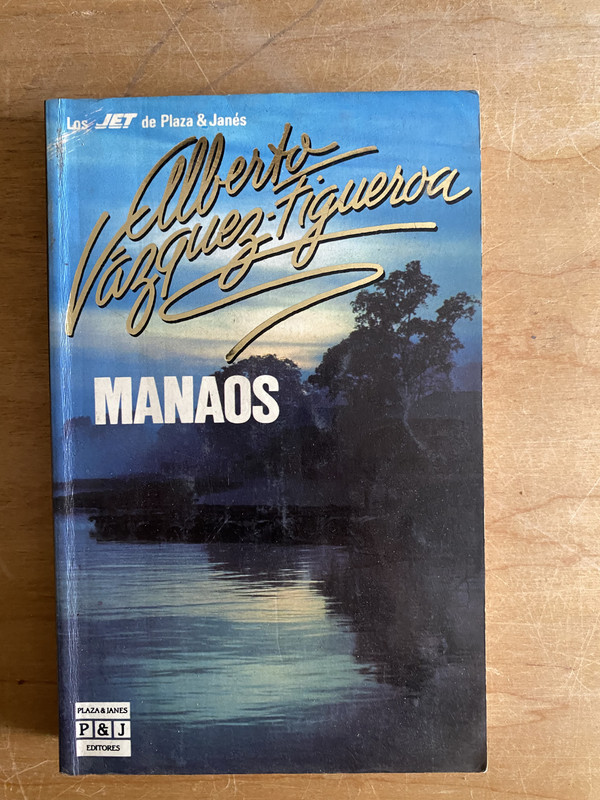 Los JET de Plaza & Janés
Alberto
Vázquez-Figueroa
MANAOS
PLAZA & JANES
P & J
EDITORES